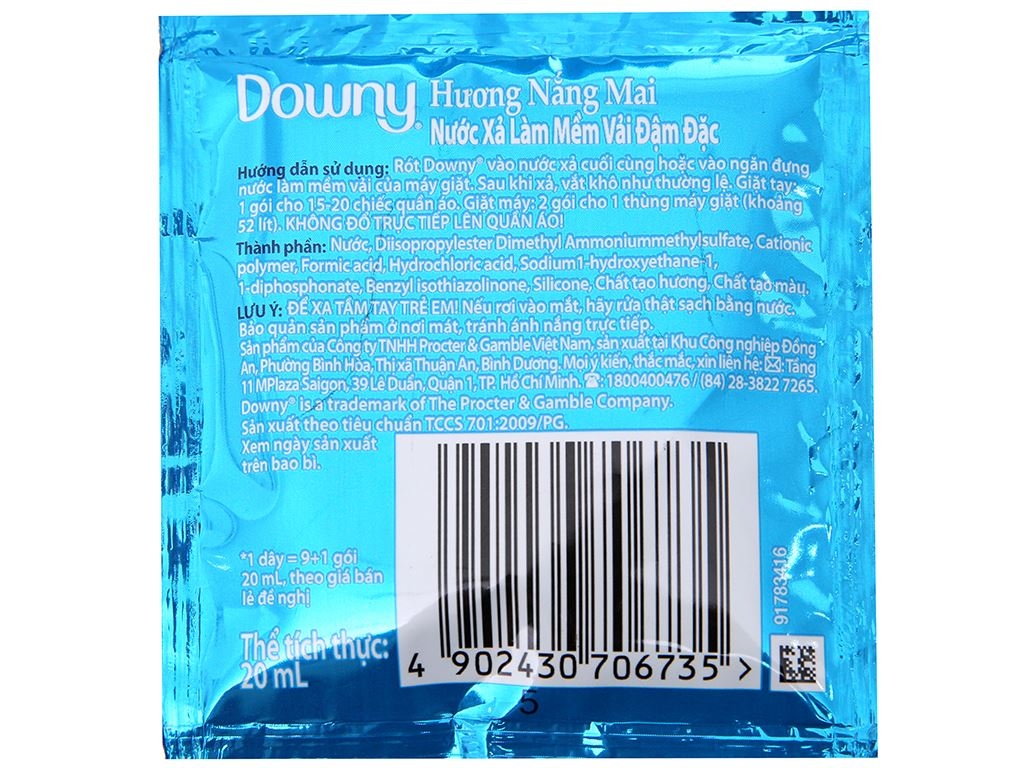 Downy® Hương Nắng Mai
Nước Xả Làm Mềm Vải Đậm Đặc
Hướng dẫn sử dụng: Rót Downy® vào nước xả cuối cùng hoặc vào ngăn đựng
nước làm mềm vải của máy giặt. Sau khi xả, vắt khô như thường lệ. Giặt tay:
1 gói cho 15-20 chiếc quần áo. Giặt máy: 2 gói cho 1 thùng máy giặt (khoảng
52 lít). KHÔNG ĐỔ TRỰC TIẾP LÊN QUẦN ÁO!
Thành phần: Nước, Diisopropylester Dimethyl Ammoniummethylsulfate, Cationic
polymer, Formic acid, Hydrochloric acid, Sodium1-hydroxyethane-1,
1-diphosphonate, Benzyl isothiazolinone, Silicone, Chất tạo hương, Chất tạo màu.
LƯU Ý: ĐỂ XA TẦM TAY TRẺ EM! Nếu rơi vào mắt, hãy rửa thật sạch bằng nước.
Bảo quản sản phẩm ở nơi mát, tránh ánh nắng trực tiếp.
Sản phẩm của Công ty TNHH Procter & Gamble Việt Nam, sản xuất tại Khu Công nghiệp Đồng
An, Phường Bình Hòa, Thị xã Thuận An, Bình Dương. Mọi ý kiến, thắc mắc, xin liên hệ: ✉: Tầng
11 MPlaza Saigon, 39 Lê Duẩn, Quận 1, TP. Hồ Chí Minh. ☎: 1800400476 / (84) 28-3822 7265.
Downy® is a trademark of The Procter & Gamble Company.
Sản xuất theo tiêu chuẩn TCCS 701:2009/PG.
Xem ngày sản xuất
trên bao bì.
*1 dây = 9+1 gói
20 mL, theo giá bán
lẻ đề nghị
Thể tích thực:
20 mL
4 902430 706735 >
5
91783416